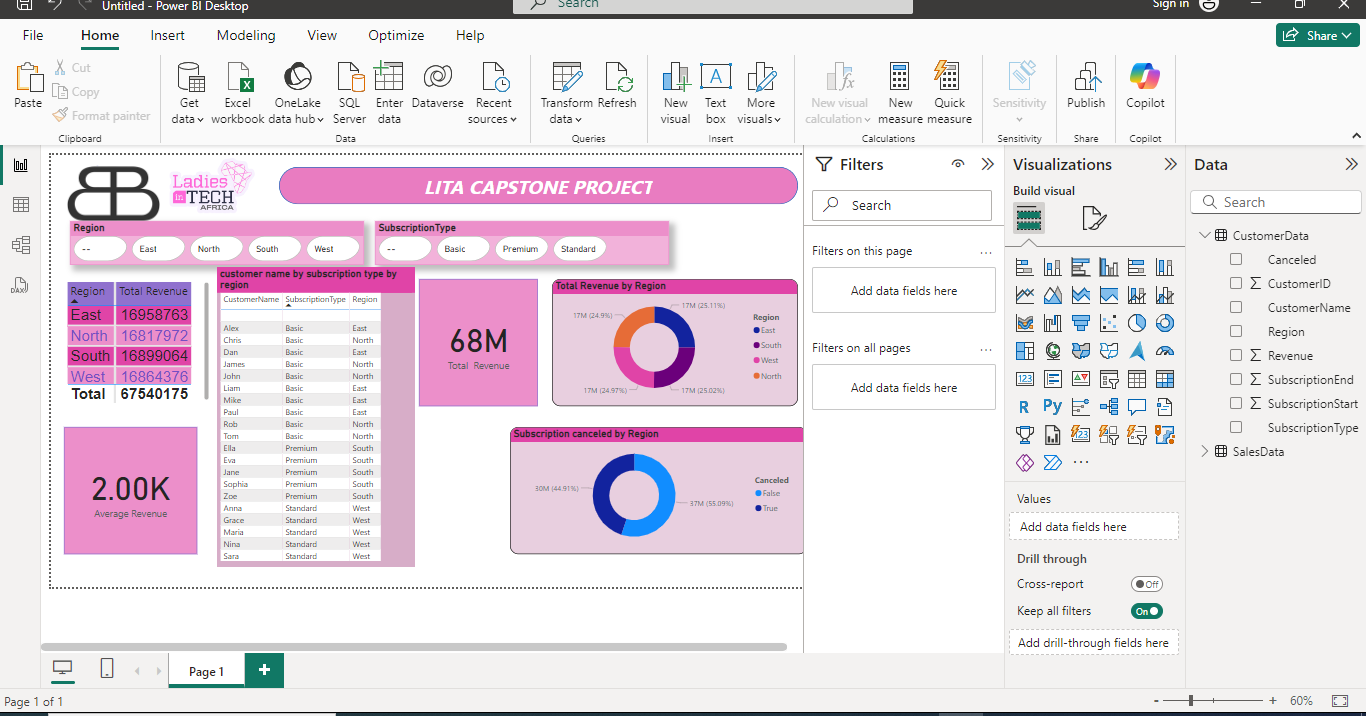 Untitled - Power BI Desktop
Search
Sign in
File Home Insert Modeling View Optimize Help
Share
Paste
Cut
Copy
Format painter
Get data
Excel workbook
OneLake data hub
SQL Server
Enter data
Dataverse
Recent sources
Transform data
Refresh
New visual
Text box
More visuals
New visual calculation
New measure
Quick measure
Sensitivity
Publish
Copilot
Clipboard
Data
Queries
Insert
Calculations
Sensitivity
Share
Copilot
Ladies
in TECH
AFRICA
LITA CAPSTONE PROJECT
Region
-- East North South West
SubscriptionType
-- Basic Premium Standard
Region Total Revenue
East 16958763
North 16817972
South 16899064
West 16864376
Total 67540175
customer name by subscription type by
region
CustomerName SubscriptionType Region
Alex Basic East
Chris Basic North
Dan Basic East
James Basic North
John Basic North
Liam Basic East
Mike Basic East
Paul Basic East
Rob Basic North
Tom Basic North
Ella Premium South
Eva Premium South
Jane Premium South
Sophia Premium South
Zoe Premium South
Anna Standard West
Grace Standard West
Maria Standard West
Nina Standard West
Sara Standard West
68M
Total Revenue
Total Revenue by Region
17M (25.11%)
17M (24.9%)
17M (24.97%)
17M (25.02%)
Region
East
South
West
North
2.00K
Average Revenue
Subscription canceled by Region
30M (44.91%)
37M (55.09%)
Canceled
False
True
Filters
Search
Filters on this page ...
Add data fields here
Filters on all pages ...
Add data fields here
Visualizations
Build visual
123
R Py
123
...
Values
Add data fields here
Drill through
Cross-report Off
Keep all filters On
Add drill-through fields here
Data
Search
CustomerData
Canceled
CustomerID
CustomerName
Region
Revenue
SubscriptionEnd
SubscriptionStart
SubscriptionType
SalesData
DAX
Page 1
+
Page 1 of 1
- + 60%